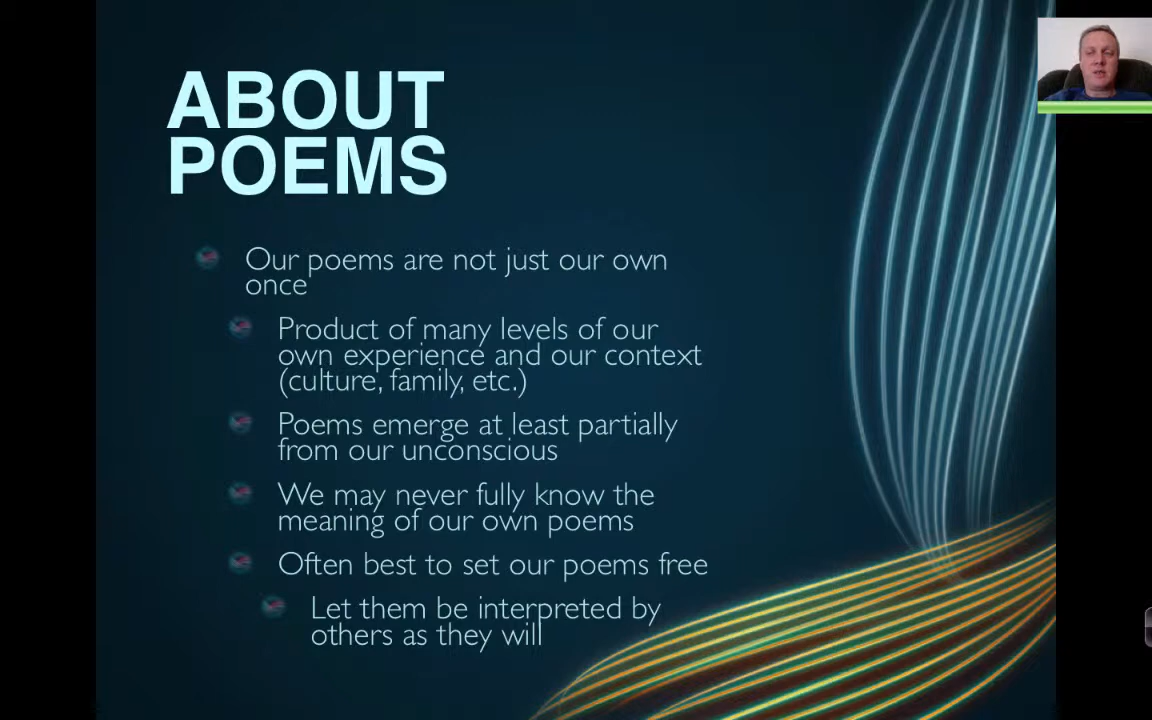 ABOUT
POEMS
Our poems are not just our own
once
Product of many levels of our
own experience and our context
(culture, family, etc.)
Poems emerge at least partially
from our unconscious
We may never fully know the
meaning of our own poems
Often best to set our poems free
Let them be interpreted by
others as they will